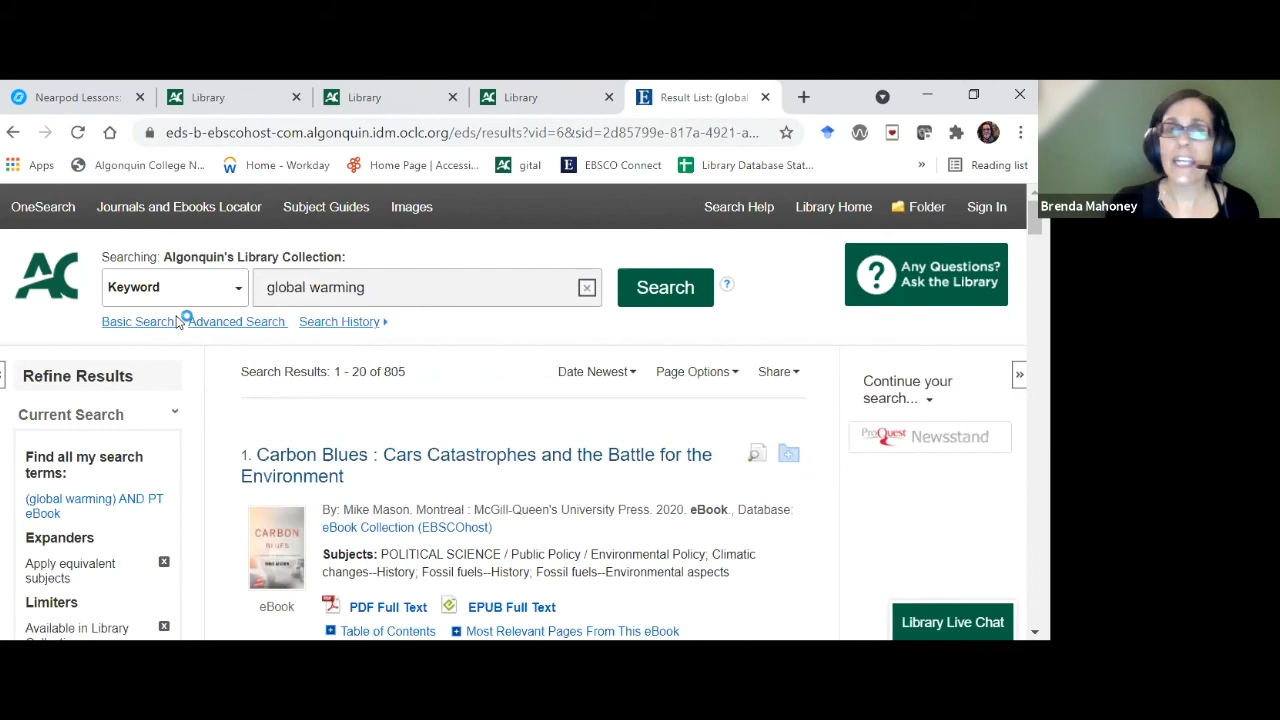 Nearpod Lessons:
Library
Library
Library
Result List: (global
eds-b-ebscohost-com.algonquin.idm.oclc.org/eds/results?vid=6&sid=2d85799e-817a-4921-a...
Apps
Algonquin College N...
Home - Workday
Home Page | Accessi...
gital
EBSCO Connect
Library Database Stat...
»
Reading list
OneSearch
Journals and Ebooks Locator
Subject Guides
Images
Search Help
Library Home
Folder
Sign In
Brenda Mahoney
AC
Searching: Algonquin's Library Collection:
Keyword
global warming
Search
?
Any Questions?
Ask the Library
Basic Search
Advanced Search
Search History
Refine Results
Current Search
Find all my search
terms:
(global warming) AND PT
eBook
Expanders
Apply equivalent
subjects
Limiters
Available in Library
Search Results: 1 - 20 of 805
Date Newest
Page Options
Share
1. Carbon Blues : Cars Catastrophes and the Battle for the
Environment
CARBON
BLUES
By: Mike Mason. Montreal : McGill-Queen's University Press. 2020. eBook., Database:
eBook Collection (EBSCOhost)
Subjects: POLITICAL SCIENCE / Public Policy / Environmental Policy; Climatic
changes--History; Fossil fuels--History; Fossil fuels--Environmental aspects
eBook
PDF Full Text
EPUB Full Text
Table of Contents
Most Relevant Pages From This eBook
Continue your
search...
»
ProQuest Newsstand
Library Live Chat